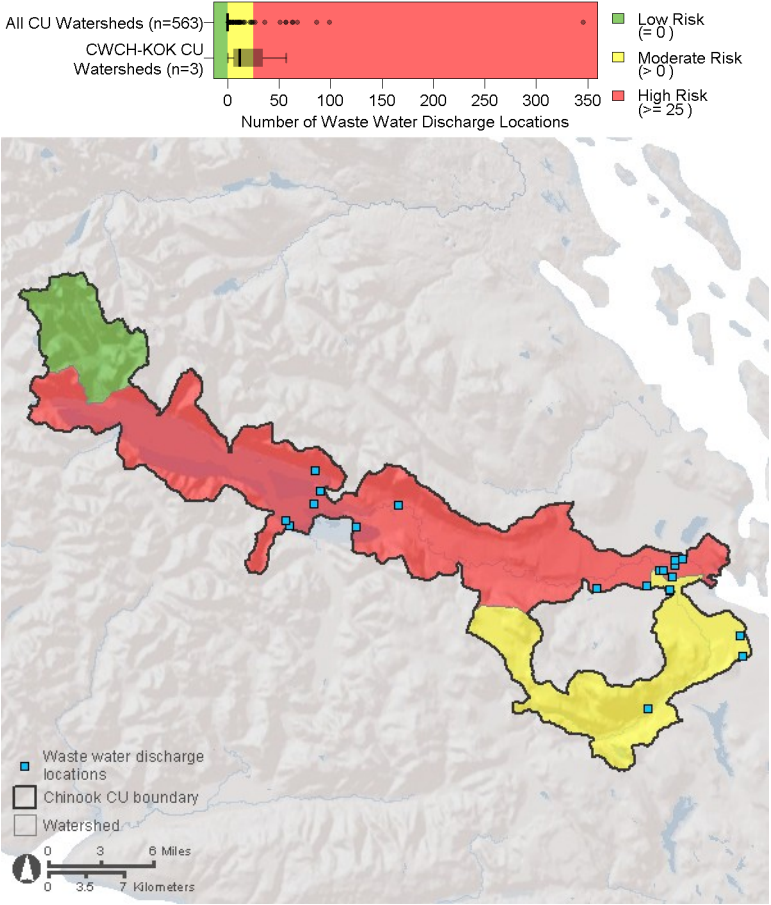 All CU Watersheds (n=563)
CWCH-KOK CU
Watersheds (n=3)
0 50 100 150 200 250 300 350
Number of Waste Water Discharge Locations
Low Risk
(= 0 )
Moderate Risk
(> 0 )
High Risk
(>= 25 )
Waste water discharge
locations
Chinook CU boundary
Watershed
0 3 6 Miles
0 3.5 7 Kilometers